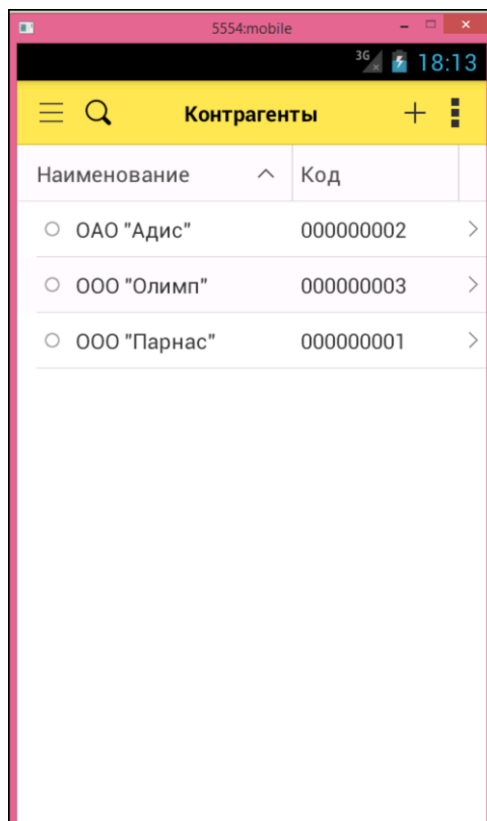 5554:mobile
3G 18:13
Контрагенты
Наименование Код
ОАО "Адис" 000000002
ООО "Олимп" 000000003
ООО "Парнас" 000000001